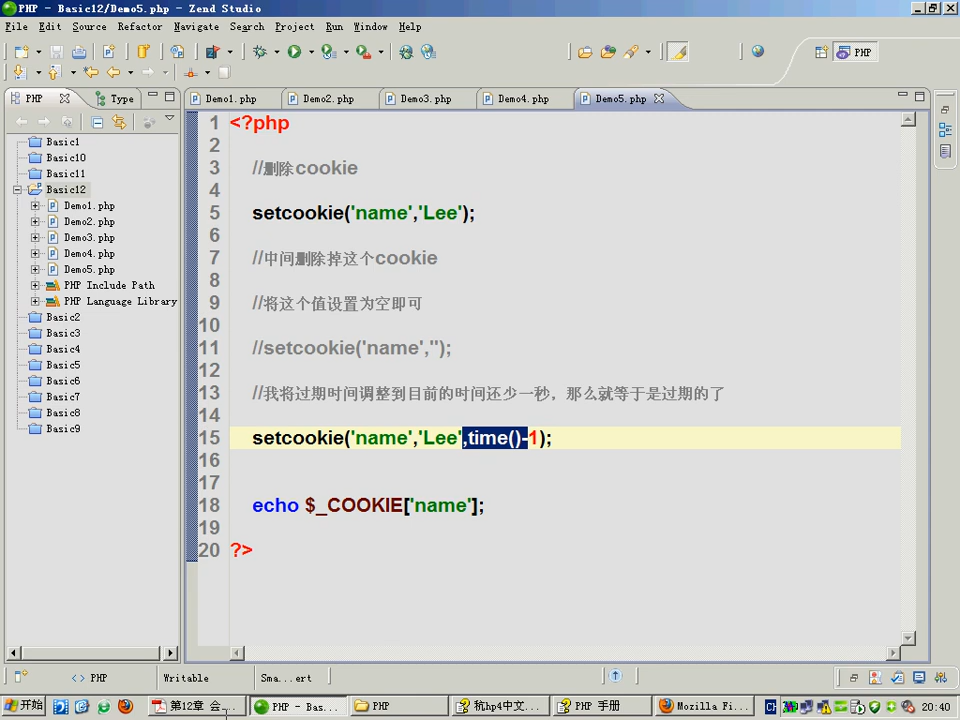 PHP - Basic12/Demo5.php - Zend Studio
File Edit Source Refactor Navigate Search Project Run Window Help
PHP
PHP Type
Demo1.php Demo2.php Demo3.php Demo4.php Demo5.php
Basic1
Basic10
Basic11
Basic12
Demo1.php
Demo2.php
Demo3.php
Demo4.php
Demo5.php
PHP Include Path
PHP Language Library
Basic2
Basic3
Basic4
Basic5
Basic6
Basic7
Basic8
Basic9
1 <?php
2
3 //删除cookie
4
5 setcookie('name','Lee');
6
7 //中间删除掉这个cookie
8
9 //将这个值设置为空即可
10
11 //setcookie('name','');
12
13 //我将过期时间调整到目前的时间还少一秒，那么就等于是过期的了
14
15 setcookie('name','Lee',time()-1);
16
17
18 echo $_COOKIE['name'];
19
20 ?>
PHP Writable Sma...ert
开始 第12章 会... PHP - Bas... PHP 杭hp4中文... PHP 手册 Mozilla Fi... CH 20:40